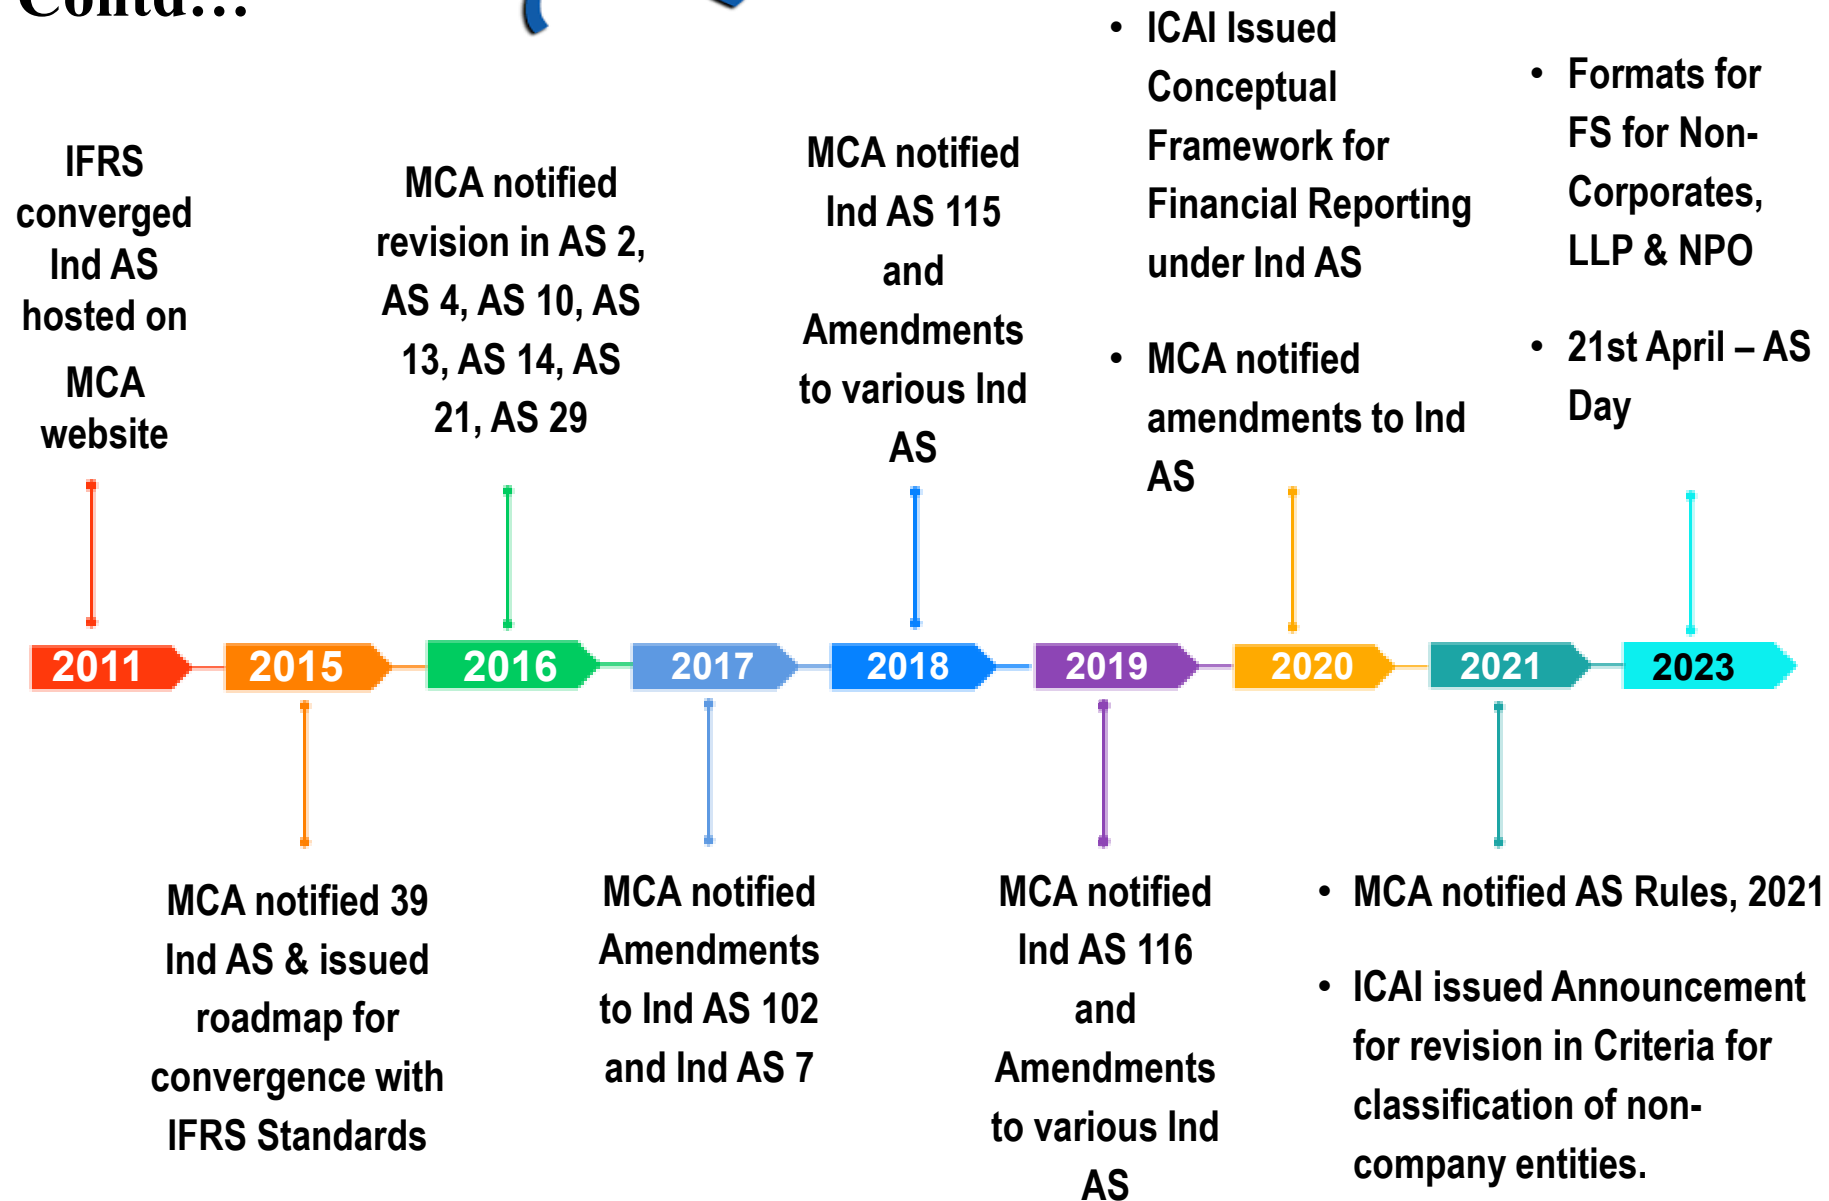 Contd…
IFRS
converged
Ind AS
hosted on
MCA
website
MCA notified
revision in AS 2,
AS 4, AS 10, AS
13, AS 14, AS
21, AS 29
MCA notified
Ind AS 115
and
Amendments
to various Ind
AS
• ICAI Issued
Conceptual
Framework for
Financial Reporting
under Ind AS
• MCA notified
amendments to Ind
AS
• Formats for
FS for Non-
Corporates,
LLP & NPO
• 21st April – AS
Day
2011 2015 2016 2017 2018 2019 2020 2021 2023
MCA notified 39
Ind AS & issued
roadmap for
convergence with
IFRS Standards
MCA notified
Amendments
to Ind AS 102
and Ind AS 7
MCA notified
Ind AS 116
and
Amendments
to various Ind
AS
• MCA notified AS Rules, 2021
• ICAI issued Announcement
for revision in Criteria for
classification of non-
company entities.